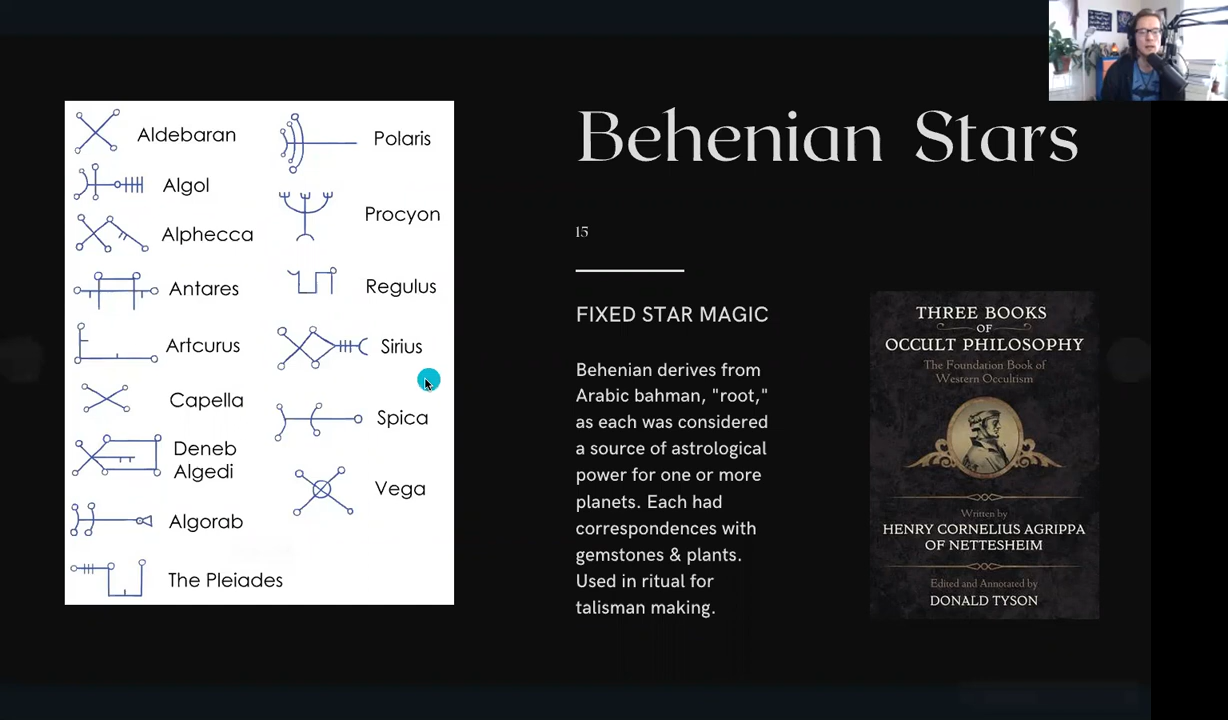 Aldebaran
Algol
Alphecca
Antares
Artcurus
Capella
Deneb
Algedi
Algorab
The Pleiades
Polaris
Procyon
Regulus
Sirius
Spica
Vega
Behenian Stars
15
FIXED STAR MAGIC
Behenian derives from
Arabic bahman, "root,"
as each was considered
a source of astrological
power for one or more
planets. Each had
correspondences with
gemstones & plants.
Used in ritual for
talisman making.
THREE BOOKS
OF
OCCULT PHILOSOPHY
The Foundation Book of
Western Occultism
Written by
HENRY CORNELIUS AGRIPPA
OF NETTESHEIM
Edited and Annotated by
DONALD TYSON